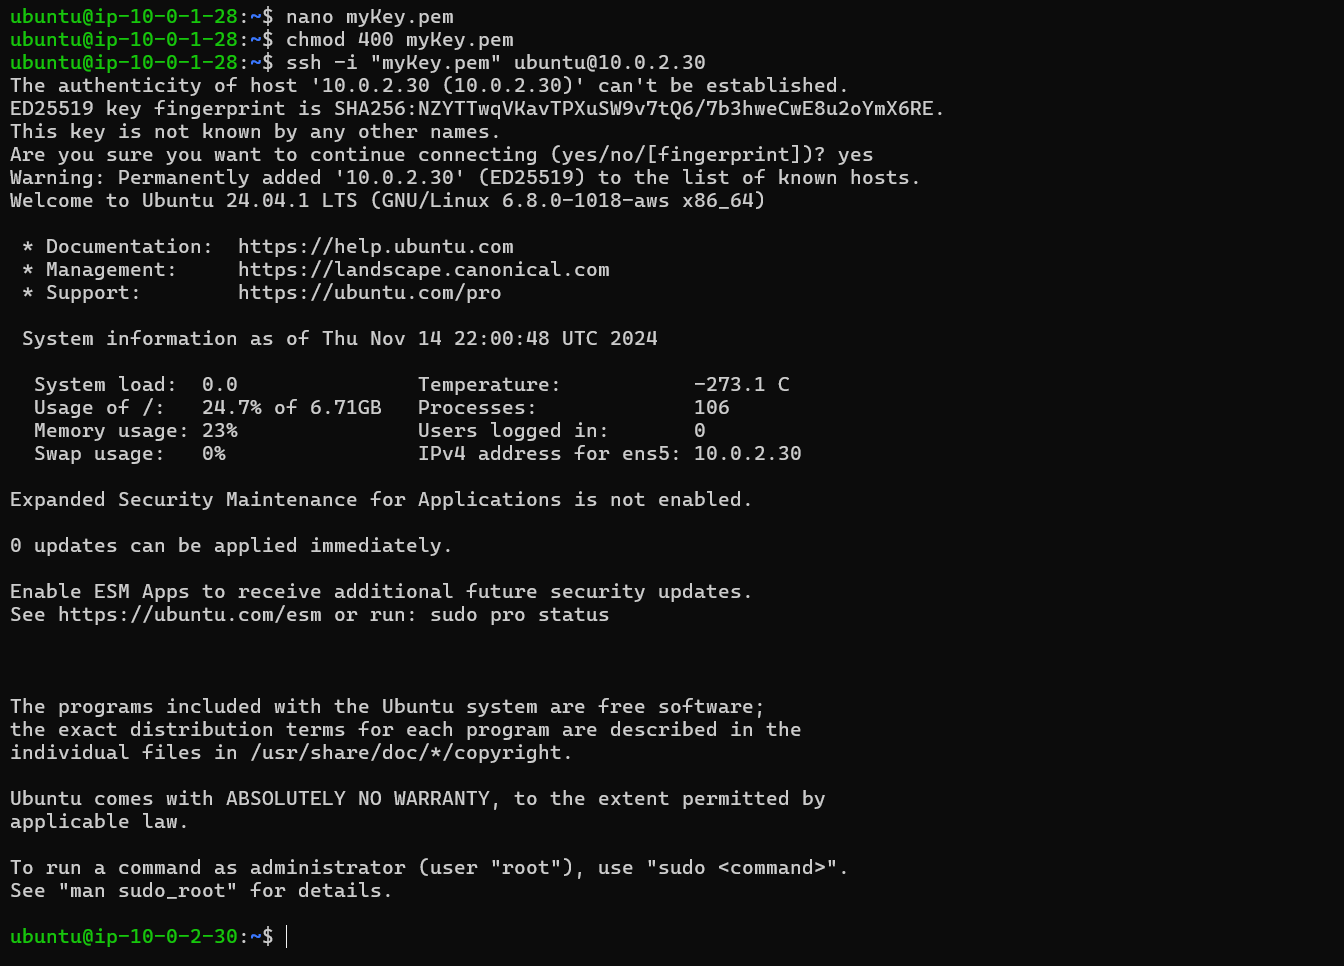 ubuntu@ip-10-0-1-28:~$ nano myKey.pem
ubuntu@ip-10-0-1-28:~$ chmod 400 myKey.pem
ubuntu@ip-10-0-1-28:~$ ssh -i "myKey.pem" ubuntu@10.0.2.30
The authenticity of host '10.0.2.30 (10.0.2.30)' can't be established.
ED25519 key fingerprint is SHA256:NZYTTwqVKavTPXuSW9v7tQ6/7b3hweCwE8u2oYmX6RE.
This key is not known by any other names.
Are you sure you want to continue connecting (yes/no/[fingerprint])? yes
Warning: Permanently added '10.0.2.30' (ED25519) to the list of known hosts.
Welcome to Ubuntu 24.04.1 LTS (GNU/Linux 6.8.0-1018-aws x86_64)

 * Documentation:  https://help.ubuntu.com
 * Management:     https://landscape.canonical.com
 * Support:        https://ubuntu.com/pro

 System information as of Thu Nov 14 22:00:48 UTC 2024

  System load:  0.0               Temperature:           -273.1 C
  Usage of /:   24.7% of 6.71GB   Processes:             106
  Memory usage: 23%               Users logged in:       0
  Swap usage:   0%                IPv4 address for ens5: 10.0.2.30

Expanded Security Maintenance for Applications is not enabled.

0 updates can be applied immediately.

Enable ESM Apps to receive additional future security updates.
See https://ubuntu.com/esm or run: sudo pro status

The programs included with the Ubuntu system are free software;
the exact distribution terms for each program are described in the
individual files in /usr/share/doc/*/copyright.

Ubuntu comes with ABSOLUTELY NO WARRANTY, to the extent permitted by
applicable law.

To run a command as administrator (user "root"), use "sudo <command>".
See "man sudo_root" for details.

ubuntu@ip-10-0-2-30:~$